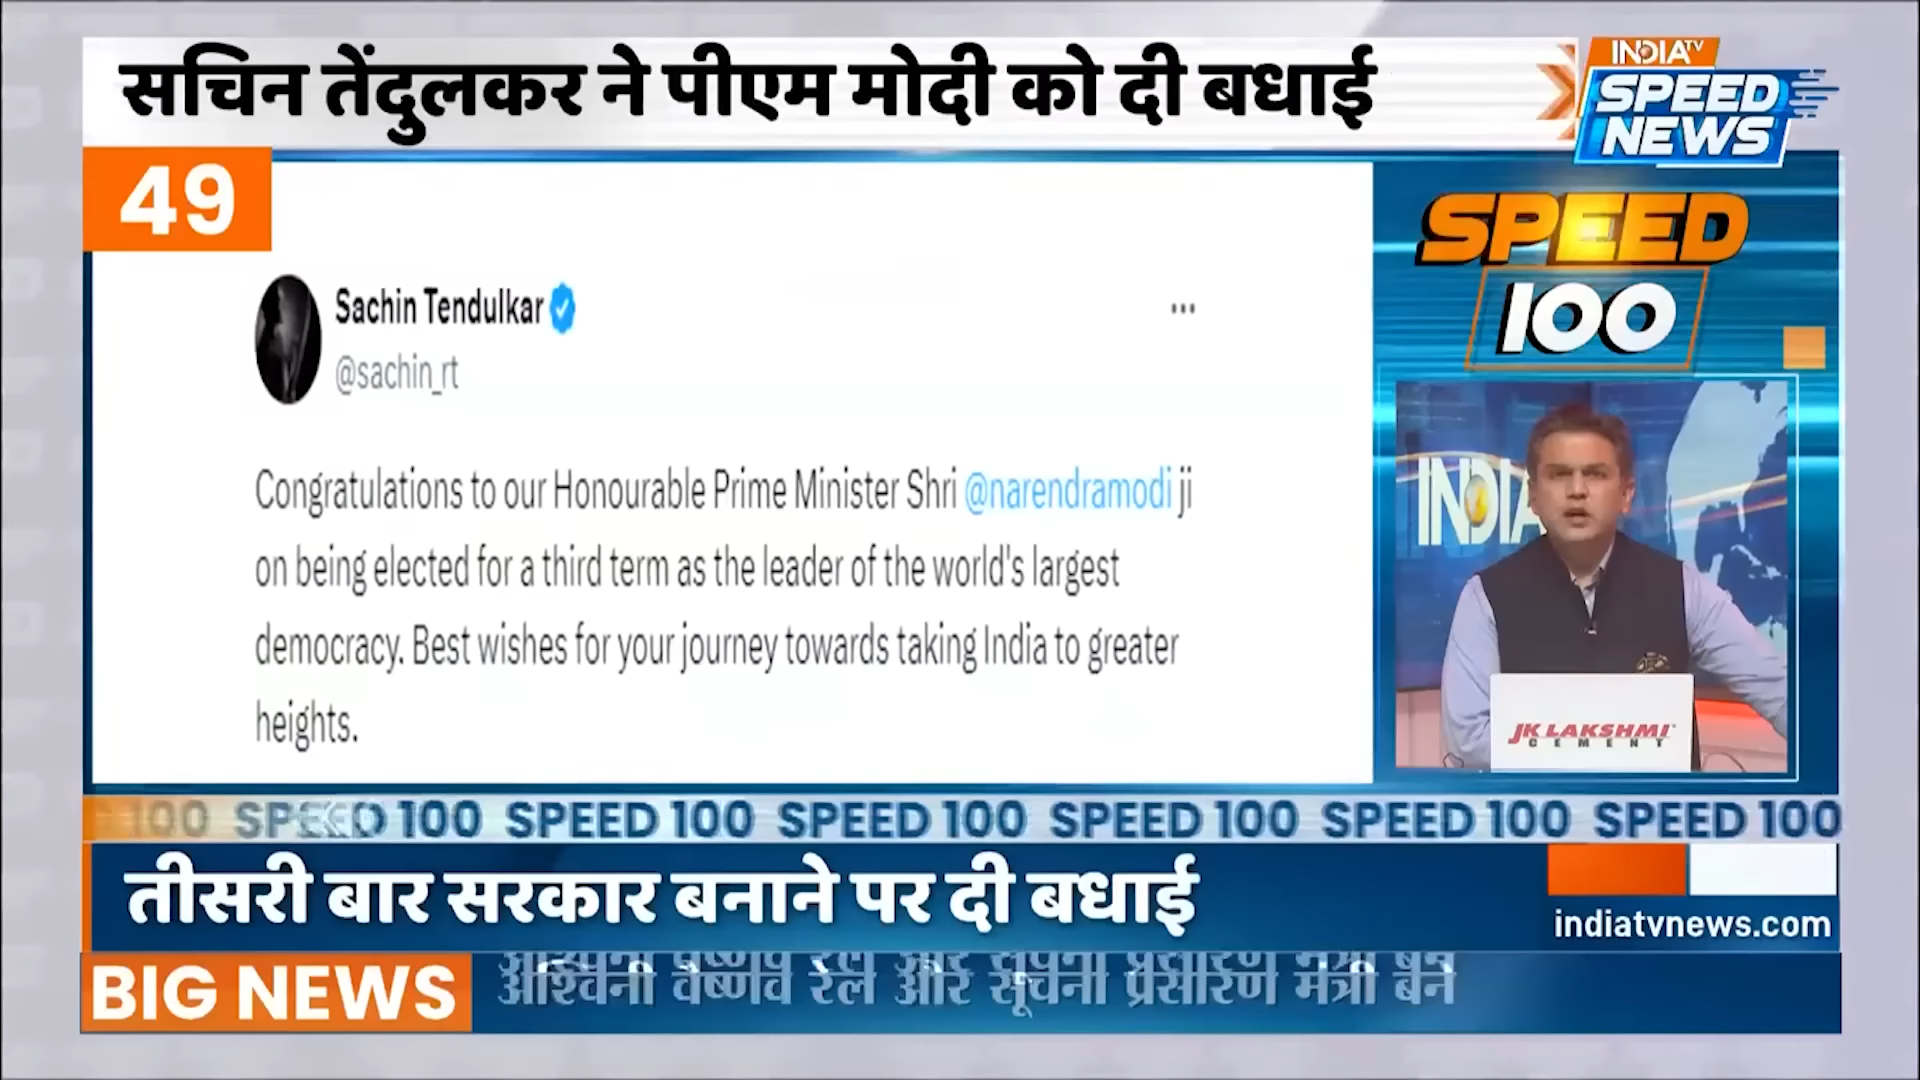 सचिन तेंदुलकर ने पीएम मोदी को दी बधाई
INDIA TV
SPEED
NEWS
49
SPEED
100
Sachin Tendulkar
@sachin_rt
Congratulations to our Honourable Prime Minister Shri @narendramodi ji
on being elected for a third term as the leader of the world's largest
democracy. Best wishes for your journey towards taking India to greater
heights.
INDIA
JK LAKSHMI
CEMENT
100 SPEED 100 SPEED 100 SPEED 100 SPEED 100 SPEED 100 SPEED 100
तीसरी बार सरकार बनाने पर दी बधाई
indiatvnews.com
BIG NEWS
अश्विनी वैष्णव रेल और सूचना प्रसारण मंत्री बने